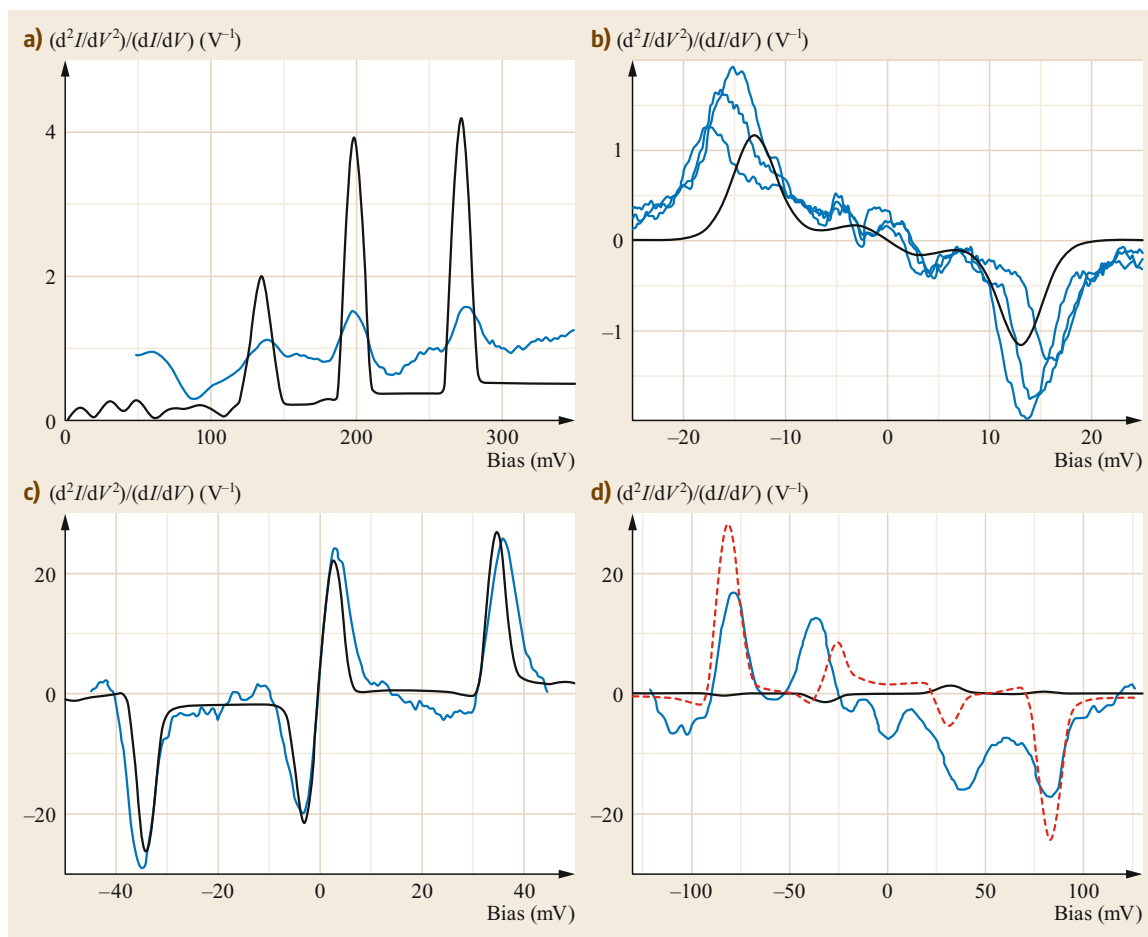 a) (d²I/dV²)/(dI/dV) (V⁻¹)
4
2
0
0 100 200 300
Bias (mV)
b) (d²I/dV²)/(dI/dV) (V⁻¹)
1
0
–1
–20 –10 0 10 20
Bias (mV)
c) (d²I/dV²)/(dI/dV) (V⁻¹)
20
0
–20
–40 –20 0 20 40
Bias (mV)
d) (d²I/dV²)/(dI/dV) (V⁻¹)
20
0
–20
–100 –50 0 50 100
Bias (mV)